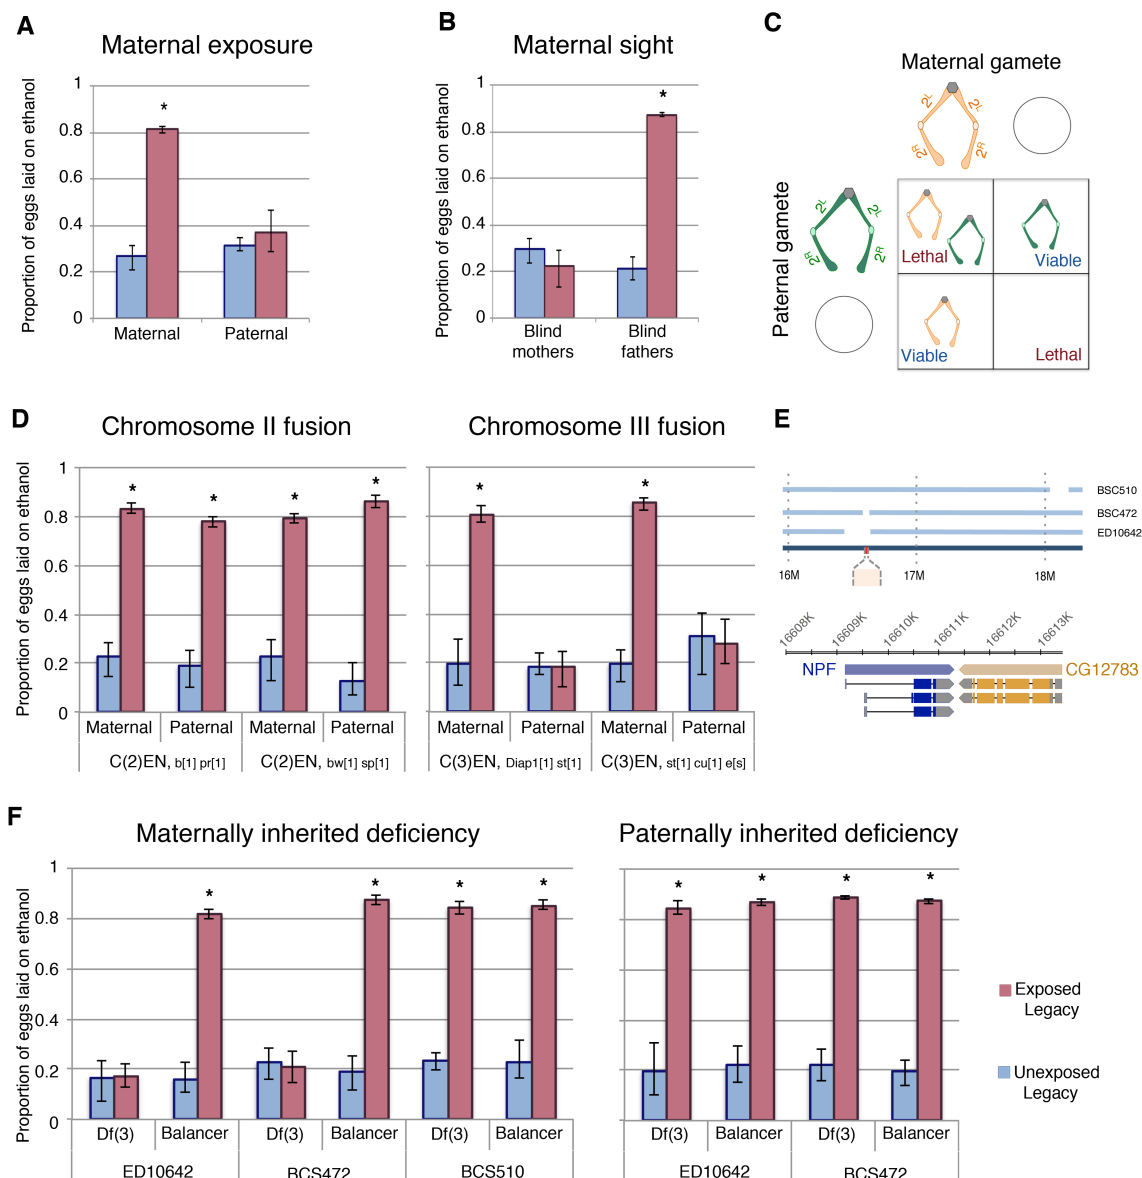 A
Maternal exposure
Proportion of eggs laid on ethanol
1
0.8
0.6
0.4
0.2
0
*
Maternal
Paternal
B
Maternal sight
Proportion of eggs laid on ethanol
1
0.8
0.6
0.4
0.2
0
*
Blind mothers
Blind fathers
C
Maternal gamete
2L
2L
2R
2R
Paternal gamete
2L
2L
2R
2R
Lethal
Viable
Viable
Lethal
D
Chromosome II fusion
Proportion of eggs laid on ethanol
1
0.8
0.6
0.4
0.2
0
* * * *
Maternal Paternal Maternal Paternal
C(2)EN, b[1] pr[1]
C(2)EN, bw[1] sp[1]
Chromosome III fusion
* *
Maternal Paternal Maternal Paternal
C(3)EN, Diap1[1] st[1]
C(3)EN, st[1] cu[1] e[s]
E
BSC510
BSC472
ED10642
16M 17M 18M
16608K 16609K 16610K 16611K 16612K 16613K
NPF
CG12783
F
Maternally inherited deficiency
Proportion of eggs laid on ethanol
1
0.8
0.6
0.4
0.2
0
* * * *
Df(3) Balancer Df(3) Balancer Df(3) Balancer
ED10642 BCS472 BCS510
Paternally inherited deficiency
* * * *
Df(3) Balancer Df(3) Balancer
ED10642 BCS472
Exposed
Legacy
Unexposed
Legacy